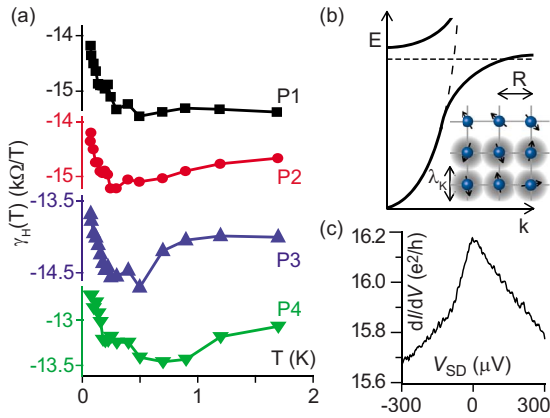 (a)
-14
-15
P1
-14
-15
P2
-13.5
-14.5
P3
-13
-13.5
P4
γH(T) (kΩ/T)
T (K)
0
1
2
(b)
E
R
λK
k
(c)
16.2
16.0
15.8
15.6
dI/dV (e²/h)
VSD (μV)
-300
0
300